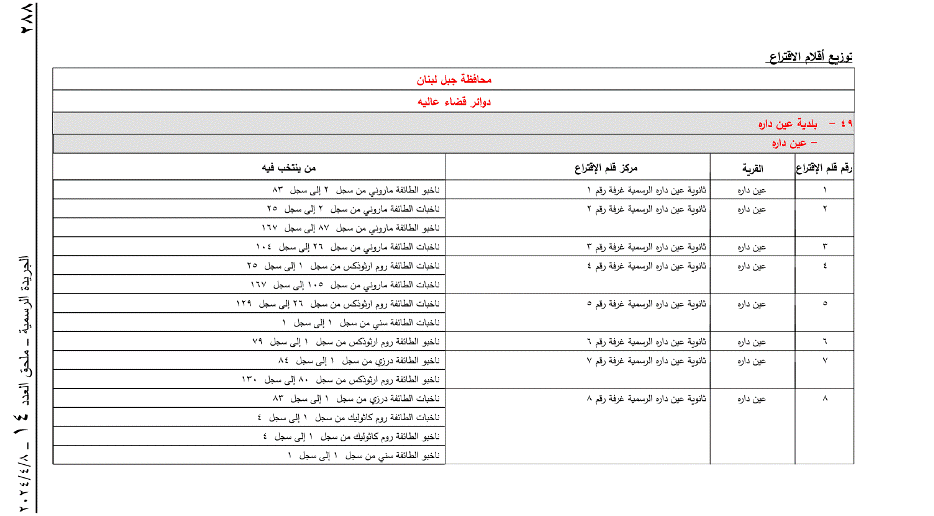 ٢٨٨
الجريدة الرسمية – ملحق العدد ١٤ – ٢٠٢٤/٤/٨
توزيع أقلام الاقتراع
محافظة جبل لبنان
دوائر قضاء عاليه
٤٩ - بلدية عين داره
- عين داره
رقم قلم الإقتراع القرية مركز قلم الإقتراع من ينتخب فيه
١ عين داره ثانوية عين داره الرسمية غرفة رقم ١ ناخبو الطائفة ماروني من سجل ٢ إلى سجل ٨٣
٢ عين داره ثانوية عين داره الرسمية غرفة رقم ٢ ناخبات الطائفة ماروني من سجل ٢ إلى سجل ٢٥
ناخبو الطائفة ماروني من سجل ٨٧ إلى سجل ١٦٧
٣ عين داره ثانوية عين داره الرسمية غرفة رقم ٣ ناخبات الطائفة ماروني من سجل ٢٦ إلى سجل ١٠٤
٤ عين داره ثانوية عين داره الرسمية غرفة رقم ٤ ناخبات الطائفة روم ارثوذكس من سجل ١ إلى سجل ٢٥
ناخبات الطائفة ماروني من سجل ١٠٥ إلى سجل ١٦٧
٥ عين داره ثانوية عين داره الرسمية غرفة رقم ٥ ناخبات الطائفة روم ارثوذكس من سجل ٢٦ إلى سجل ١٢٩
ناخبات الطائفة سني من سجل ١ إلى سجل ١
٦ عين داره ثانوية عين داره الرسمية غرفة رقم ٦ ناخبو الطائفة روم ارثوذكس من سجل ١ إلى سجل ٧٩
٧ عين داره ثانوية عين داره الرسمية غرفة رقم ٧ ناخبو الطائفة درزي من سجل ١ إلى سجل ٨٤
ناخبو الطائفة روم ارثوذكس من سجل ٨٠ إلى سجل ١٣٠
٨ عين داره ثانوية عين داره الرسمية غرفة رقم ٨ ناخبات الطائفة درزي من سجل ١ إلى سجل ٨٣
ناخبات الطائفة روم كاثوليك من سجل ١ إلى سجل ٤
ناخبو الطائفة روم كاثوليك من سجل ١ إلى سجل ٤
ناخبو الطائفة سني من سجل ١ إلى سجل ١